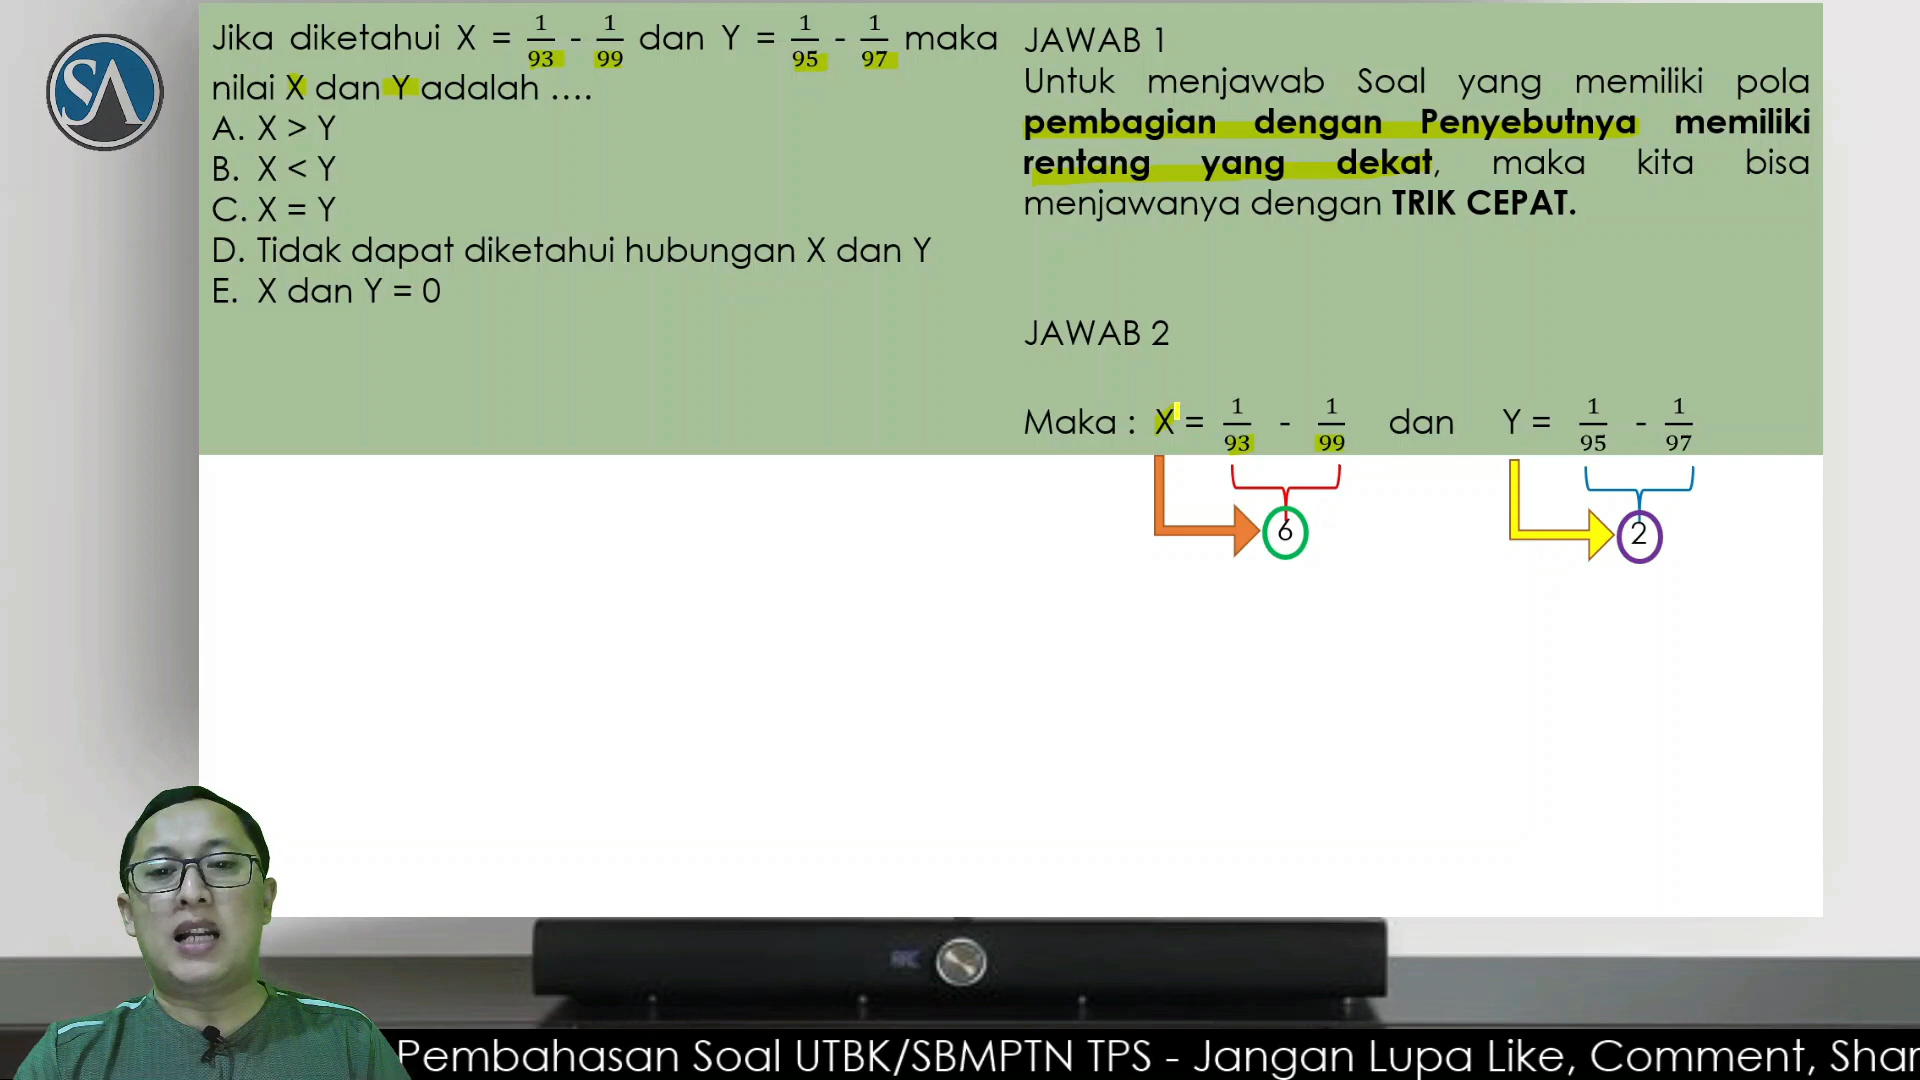 SA
Jika diketahui X = 1/93 - 1/99 dan Y = 1/95 - 1/97 maka
nilai X dan Y adalah ....
A. X > Y
B. X < Y
C. X = Y
D. Tidak dapat diketahui hubungan X dan Y
E. X dan Y = 0
JAWAB 1
Untuk menjawab Soal yang memiliki pola
pembagian dengan Penyebutnya memiliki
rentang yang dekat, maka kita bisa
menjawanya dengan TRIK CEPAT.
JAWAB 2
Maka : X = 1/93 - 1/99 dan Y = 1/95 - 1/97
6 2
Pembahasan Soal UTBK/SBMPTN TPS - Jangan Lupa Like, Comment, Shar